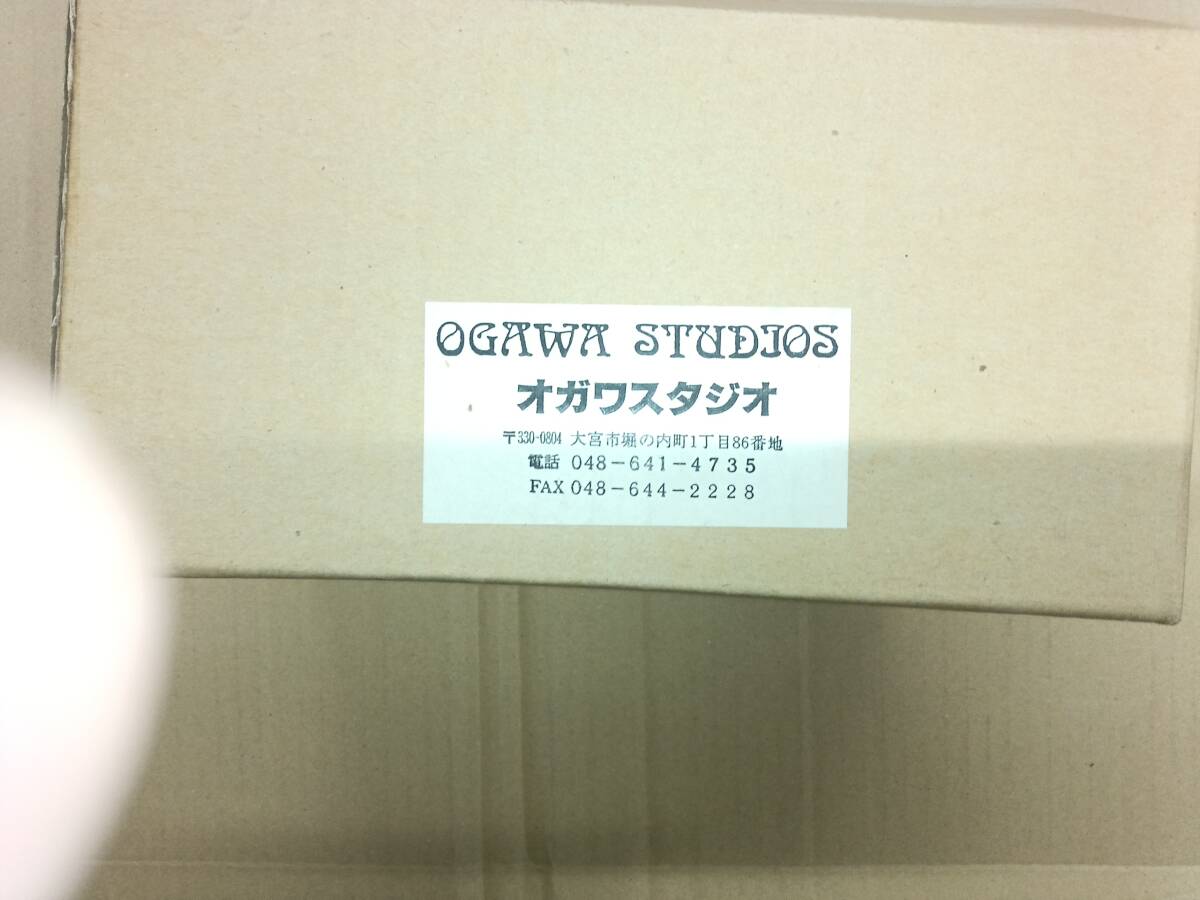 OGAWA STUDIOS
オガワスタジオ
〒330-0804 大宮市堀の内町1丁目86番地
電話 048-641-4735
FAX 048-644-2228